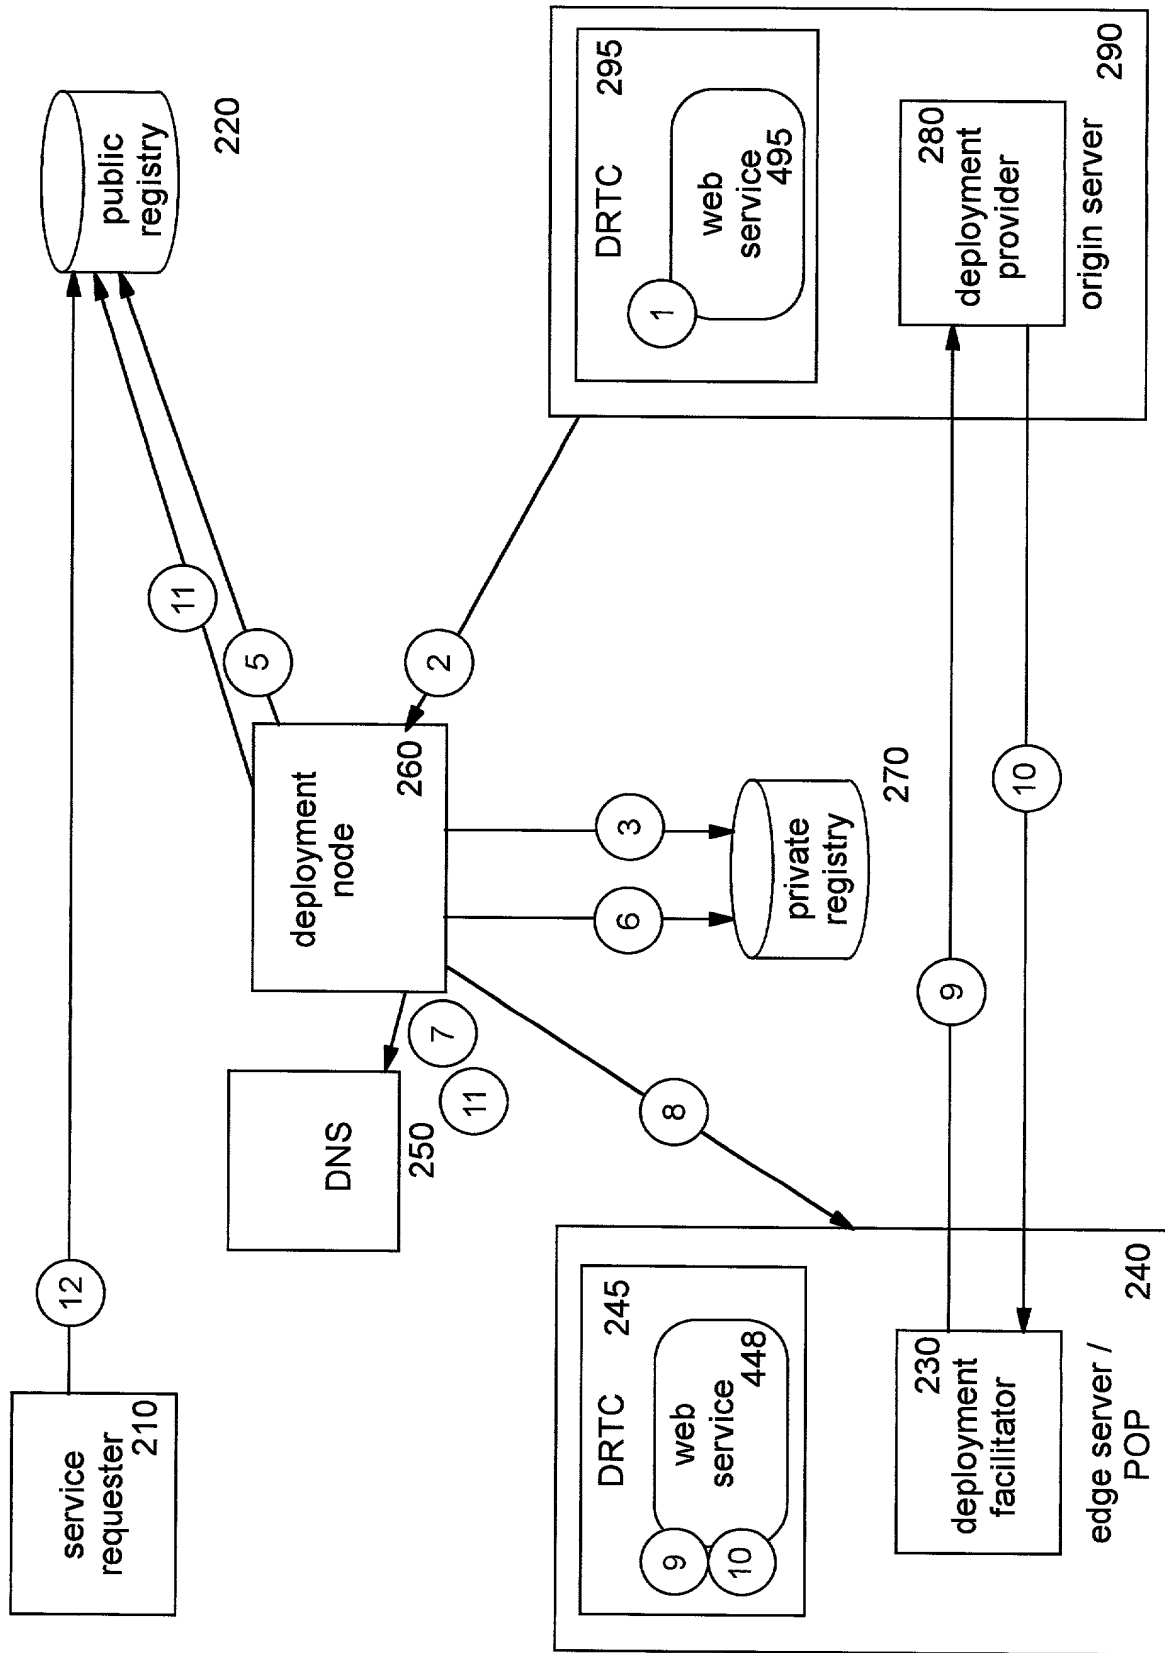 service
requester
210
12
public
registry
220
DNS
250
7
11
deployment
node
260
11
5
2
3
6
private
registry
270
8
DRTC
245
web
service
448
9
10
230
deployment
facilitator
240
edge server /
POP
9
10
DRTC
295
web
service
495
1
280
deployment
provider
290
origin server